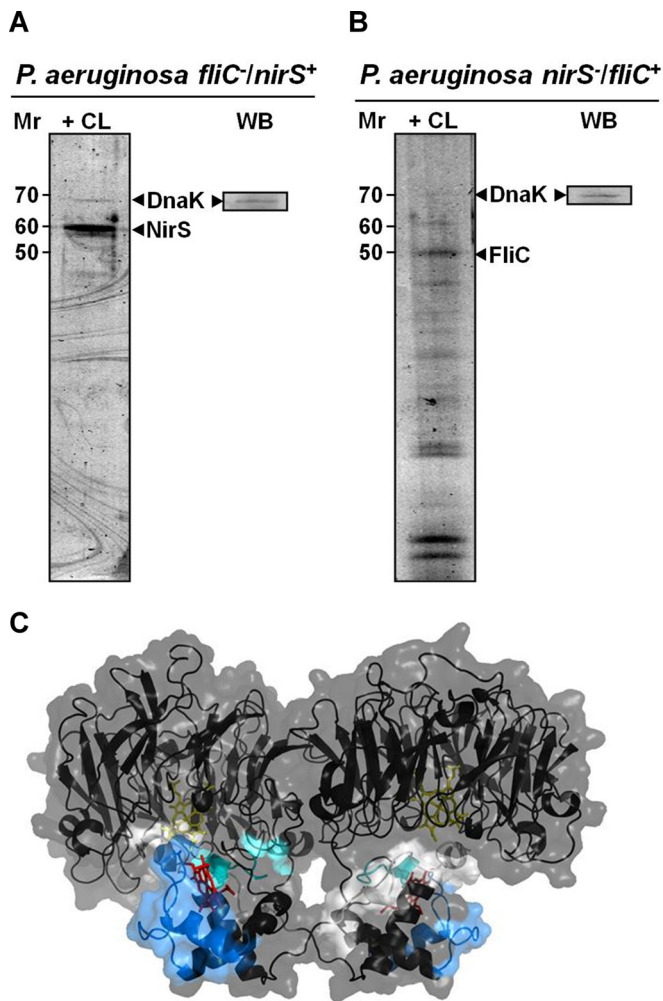 A
P. aeruginosa fliC-/nirS+
Mr + CL WB
70
DnaK
60
NirS
50
B
P. aeruginosa nirS-/fliC+
Mr + CL WB
70
DnaK
60
50
FliC
C